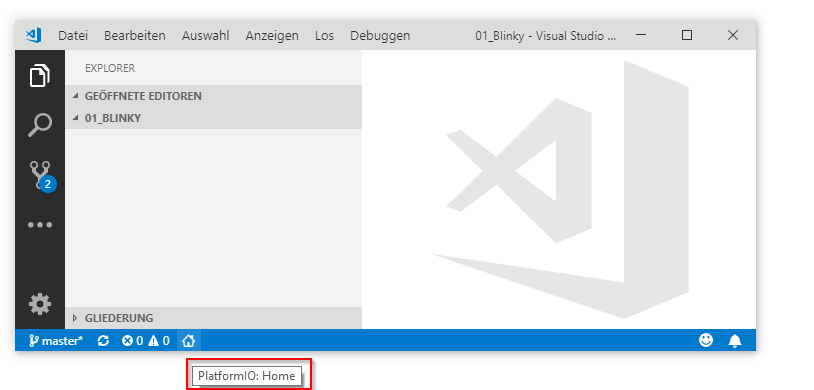 Datei Bearbeiten Auswahl Anzeigen Los Debuggen 01_Blinky - Visual Studio ...
EXPLORER
GEÖFFNETE EDITOREN
01_BLINKY
2
GLIEDERUNG
master* 0 0
PlatformIO: Home